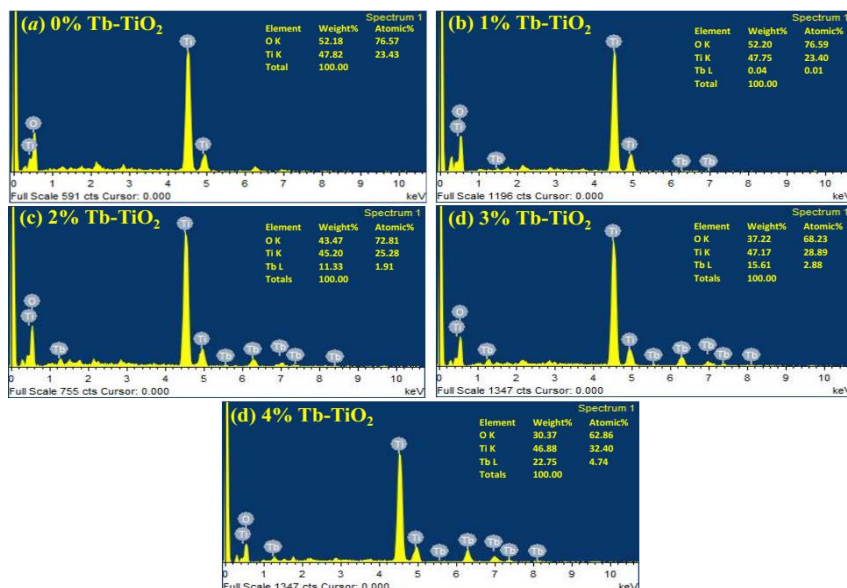 Spectrum 1
(a) 0% Tb-TiO₂
Element Weight% Atomic%
O K 52.18 76.57
Ti K 47.82 23.43
Total 100.00
Ti
O
Ti
Ti
0 1 2 3 4 5 6 7 8 9 10
Full Scale 591 cts Cursor: 0.000 keV
Spectrum 1
(b) 1% Tb-TiO₂
Element Weight% Atomic%
O K 52.20 76.59
Ti K 47.75 23.40
Tb L 0.04 0.01
Total 100.00
Ti
O
Ti
Ti
Tb Tb Tb
0 1 2 3 4 5 6 7 8 9 10
Full Scale 1196 cts Cursor: 0.000 keV
Spectrum 1
(c) 2% Tb-TiO₂
Element Weight% Atomic%
O K 43.47 72.81
Ti K 45.20 25.28
Tb L 11.33 1.91
Totals 100.00
Ti
O
Ti
Tb Ti Tb Tb Tb Tb Tb
0 1 2 3 4 5 6 7 8 9 10
Full Scale 755 cts Cursor: 0.000 keV
Spectrum 1
(d) 3% Tb-TiO₂
Element Weight% Atomic%
O K 37.22 68.23
Ti K 47.17 28.89
Tb L 15.61 2.88
Totals 100.00
Ti
O
Ti
Tb Ti Tb Tb Tb Tb Tb
0 1 2 3 4 5 6 7 8 9 10
Full Scale 1347 cts Cursor: 0.000 keV
Spectrum 1
(d) 4% Tb-TiO₂
Element Weight% Atomic%
O K 30.37 62.86
Ti K 46.88 32.40
Tb L 22.75 4.74
Totals 100.00
Ti
O
Ti
Tb Ti Tb Tb Tb Tb Tb
0 1 2 3 4 5 6 7 8 9 10
Full Scale 1347 cts Cursor: 0.000 keV